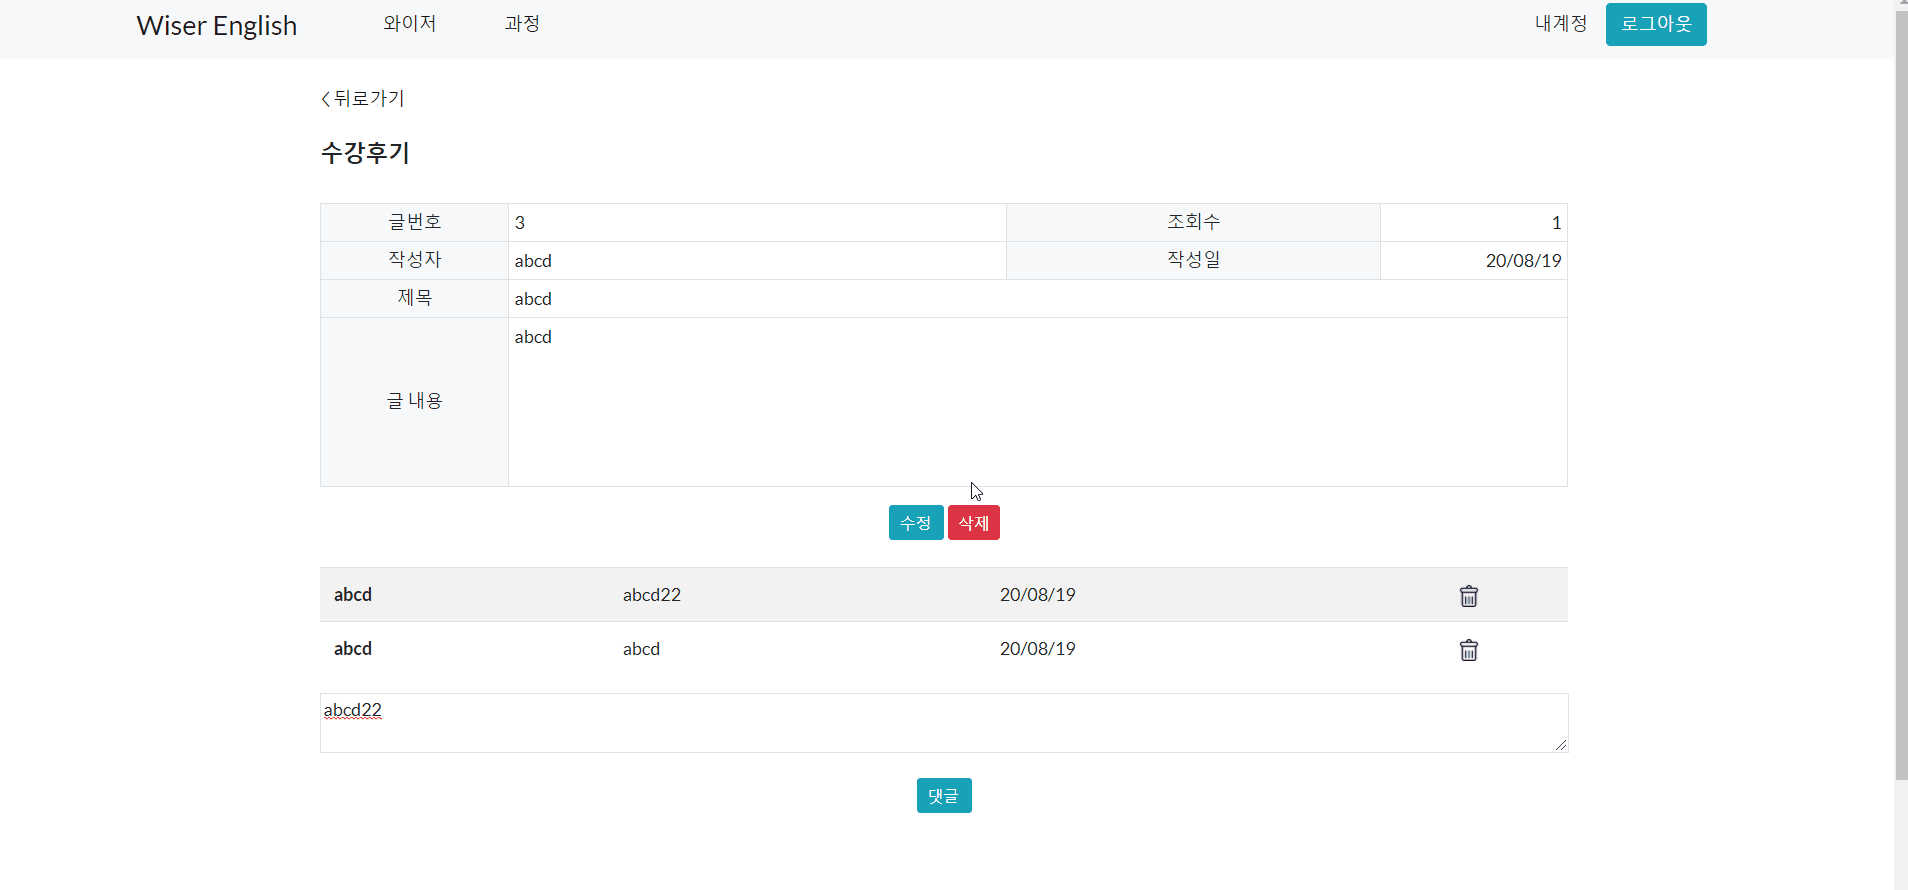 Wiser English 와이저 과정 내계정 로그아웃
뒤로가기
수강후기
글번호 3 조회수 1
작성자 abcd 작성일 20/08/19
제목 abcd
글 내용 abcd
수정 삭제
abcd abcd22 20/08/19
abcd abcd 20/08/19
abcd22
댓글